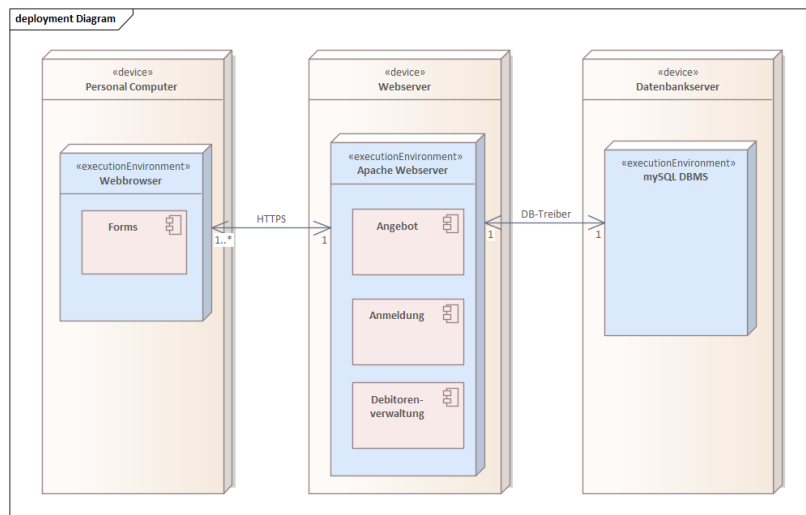 deployment Diagram
«device»
Personal Computer
«executionEnvironment»
Webbrowser
Forms
HTTPS
1..*
1
«device»
Webserver
«executionEnvironment»
Apache Webserver
Angebot
Anmeldung
Debitoren-
verwaltung
DB-Treiber
1
1
«device»
Datenbankserver
«executionEnvironment»
mySQL DBMS